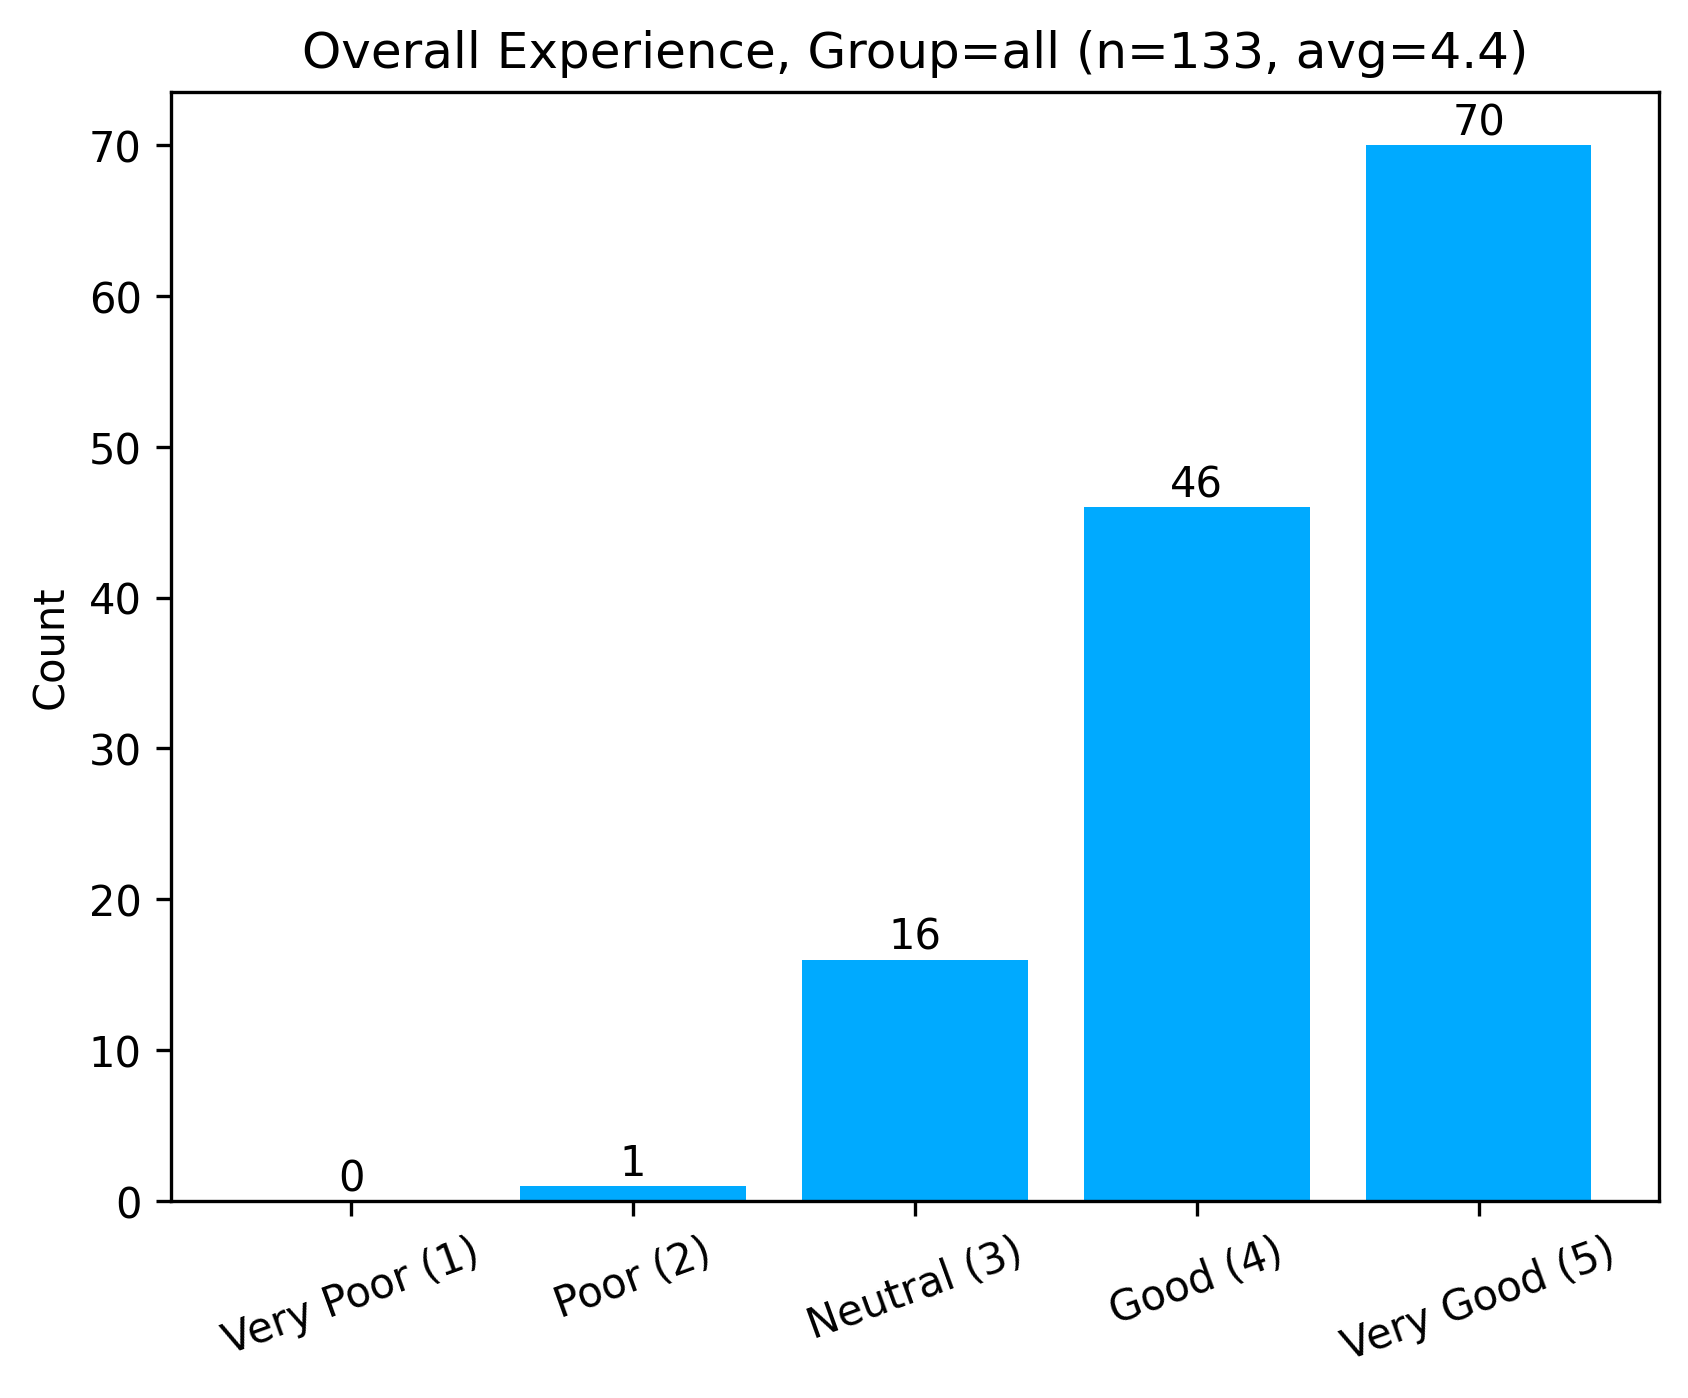 Overall Experience, Group=all (n=133, avg=4.4)
70
70
60
50
46
Count
40
30
20
16
10
1
0
0
Very Poor (1)
Poor (2)
Neutral (3)
Good (4)
Very Good (5)